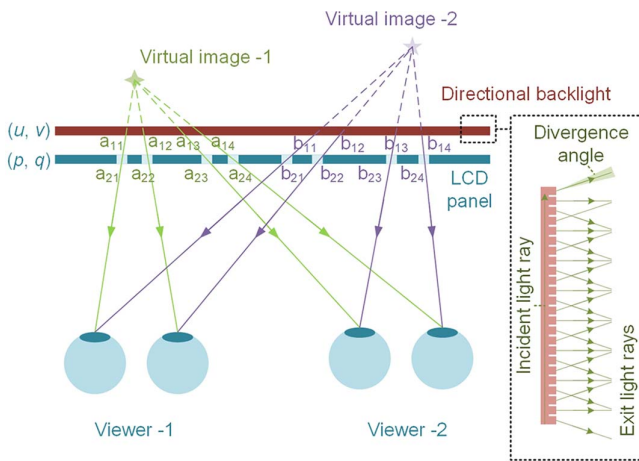 Virtual image -2
Virtual image -1
Directional backlight
(u, v)
a11 a12 a13 a14 b11 b12 b13 b14
(p, q)
a21 a22 a23 a24 b21 b22 b23 b24
LCD
panel
Divergence
angle
Incident light ray
Exit light rays
Viewer -1
Viewer -2